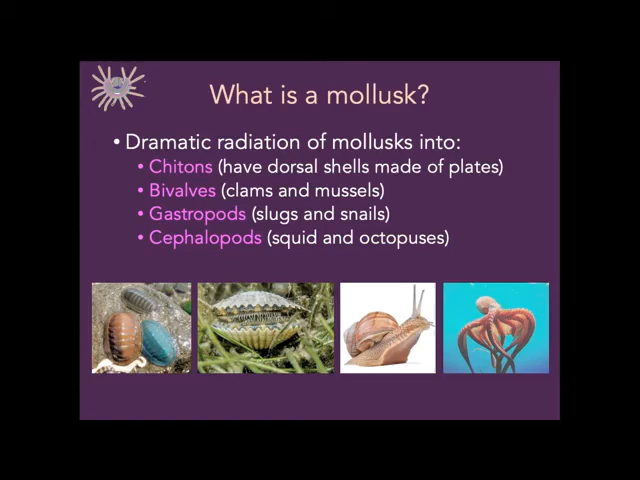 What is a mollusk?
• Dramatic radiation of mollusks into:
• Chitons (have dorsal shells made of plates)
• Bivalves (clams and mussels)
• Gastropods (slugs and snails)
• Cephalopods (squid and octopuses)